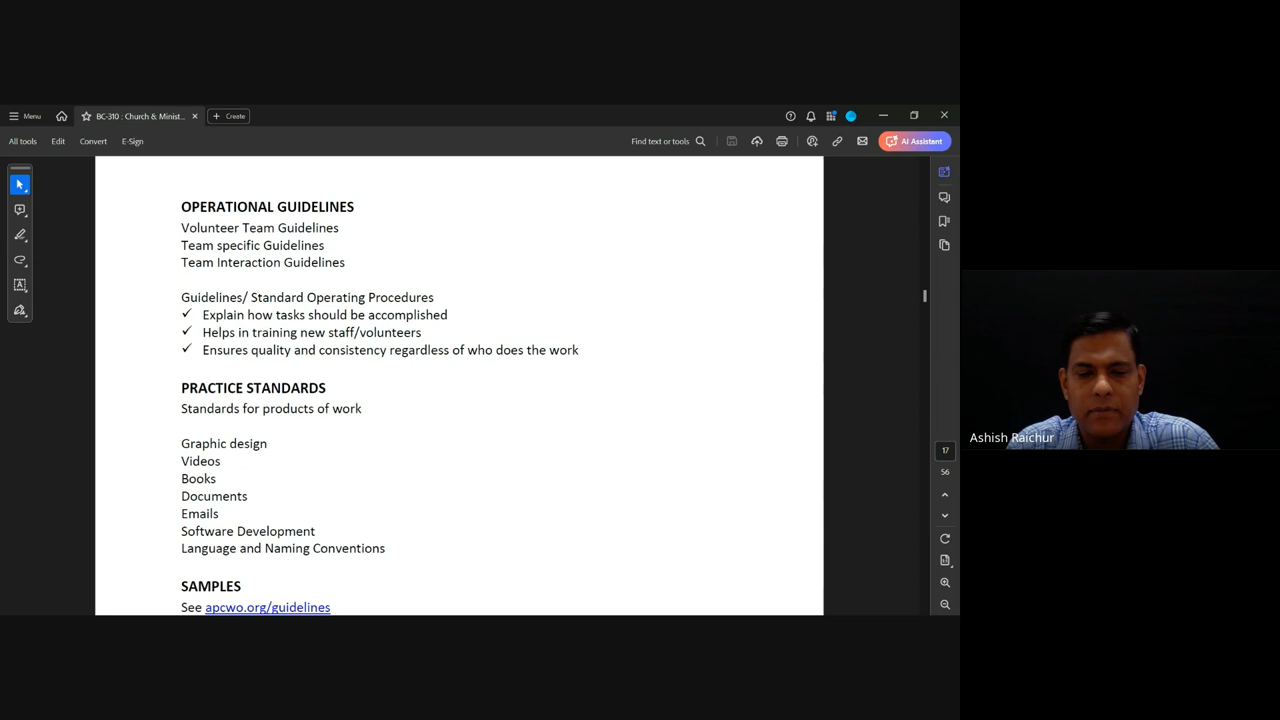 Menu
BC-310 : Church & Minist...
Create
All tools
Edit
Convert
E-Sign
Find text or tools
AI Assistant
OPERATIONAL GUIDELINES
Volunteer Team Guidelines
Team specific Guidelines
Team Interaction Guidelines
Guidelines/ Standard Operating Procedures
✓ Explain how tasks should be accomplished
✓ Helps in training new staff/volunteers
✓ Ensures quality and consistency regardless of who does the work
PRACTICE STANDARDS
Standards for products of work
Graphic design
Videos
Books
Documents
Emails
Software Development
Language and Naming Conventions
SAMPLES
See apcwo.org/guidelines
17
56
Ashish Raichur